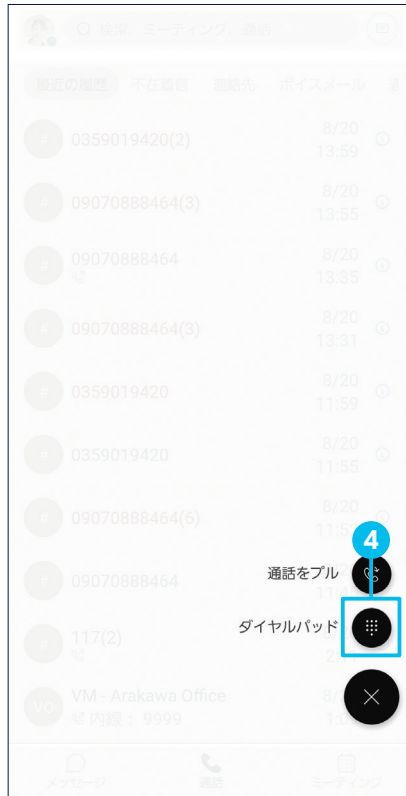 検索、ミーティング、通話
最近の履歴 不在着信 連絡先 ボイスメール
# 0359019420(2) 8/20 13:59
# 09070888464(3) 8/20 13:55
# 09070888464 8/20 13:35
# 09070888464(3) 8/20 13:31
# 0359019420 8/20 11:59
# 0359019420 8/20 11:55
# 09070888464(6) 8/20
4
# 09070888464
通話をプル
# 117(2)
ダイヤルパッド
VO VM - Arakawa Office
内線： 9999
メッセージ 通話 ミーティング